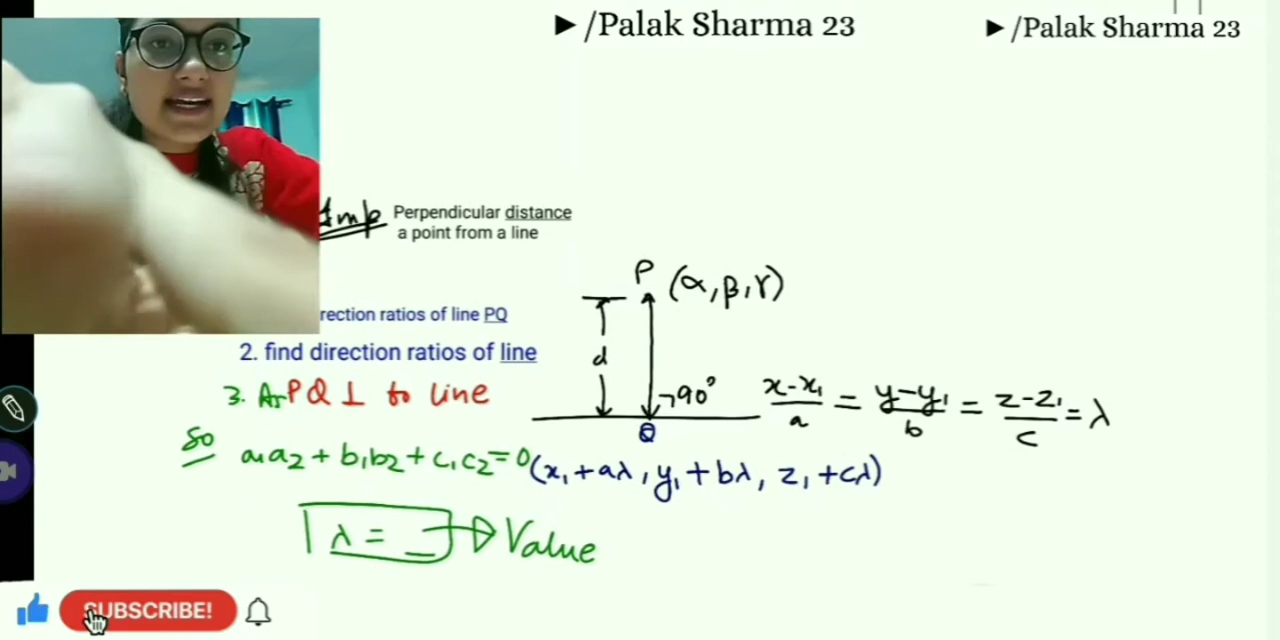 ▶/Palak Sharma 23
▶/Palak Sharma 23
Imp
Perpendicular distance
a point from a line
P (α, β, γ)
rection ratios of line PQ
2. find direction ratios of line
d
3. As PQ ⊥ to line
90°
(x-x₁)/a = (y-y₁)/b = (z-z₁)/c = λ
Q
So a₁a₂ + b₁b₂ + c₁c₂ = 0
(x₁ + aλ, y₁ + bλ, z₁ + cλ)
λ = _ → Value
SUBSCRIBE!